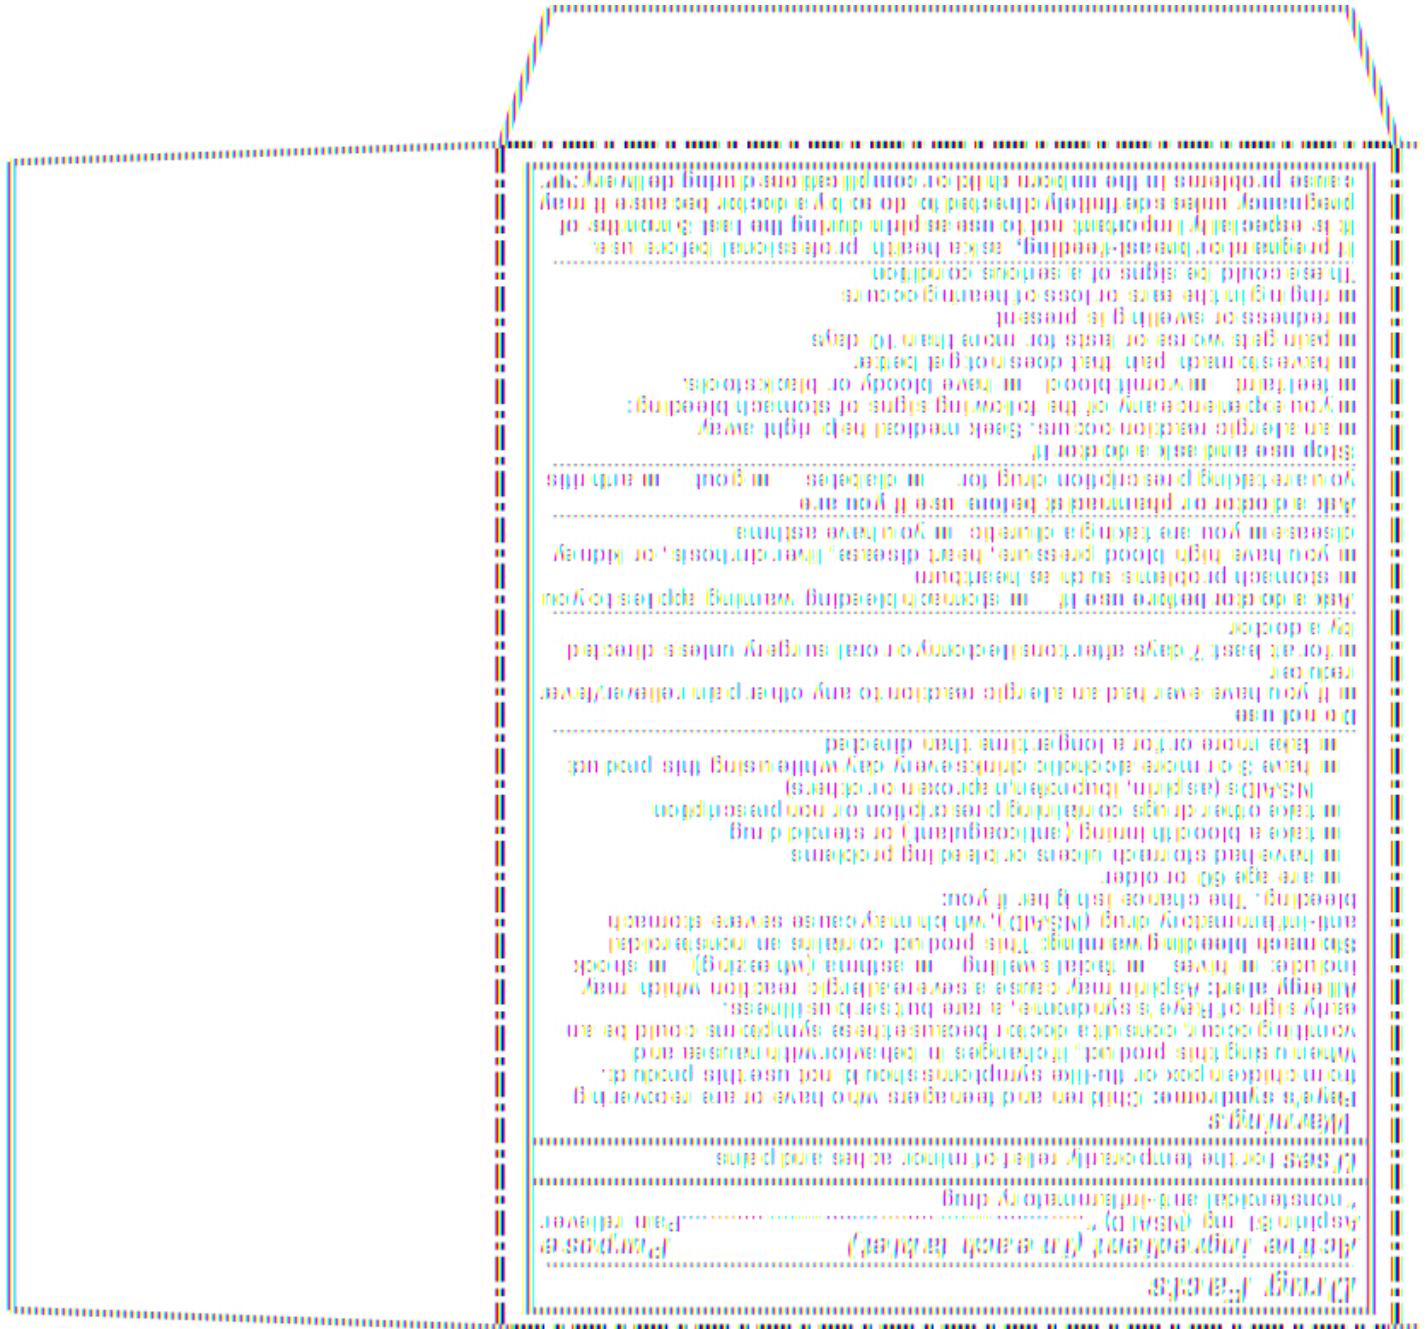 Drug Facts
Active ingredient (in each tablet) Purpose
Aspirin mg (NSAID)* Pain reliever
*nonsteroidal anti-inflammatory drug
Uses for the temporarily relief of minor aches and pains
Warnings
Reye's syndrome: Children and teenagers who have or are recovering
from chicken pox or flu-like symptoms should not use this product.
When using this product, if changes in behavior with nausea and
vomiting occur, consult a doctor because these symptoms could be an
early sign of Reye's syndrome, a rare but serious illness.
Allergy alert: Aspirin may cause a severe allergic reaction which may
include: ■ hives ■ facial swelling ■ asthma (wheezing) ■ shock
Stomach bleeding warning: This product contains an nonsteroidal
anti-inflammatory drug (NSAID), which may cause severe stomach
bleeding. The chance is higher if you:
■ are age 60 or older
■ have had stomach ulcers or bleeding problems
■ take a blood thining (anticoagulant) or steroid drug
■ take other drugs containing prescription or nonprescription
NSAIDs (aspirin, ibuprofen, naproxen or others)
■ have 3 or more alcoholic drinks every day while using this product
■ take more or for a longer time than directed
Do not use
■ if you have ever had an allergic reaction to any other pain reliever/fever
reducer
■ for at least 7 days after tonsillectomy or oral surgery unless directed
by a doctor
Ask a doctor before use if ■ stomach bleeding warning applies to you
■ stomach problems such as heartburn
■ you have high blood pressure, heart disease, liver cirrhosis, or kidney
disease ■ you are taking a diuretic ■ you have asthma
Ask a doctor or pharmacist before use if you are
you are taking prescription drug for ■ diabetes ■ gout ■ arthritis
Stop use and ask a doctor if
■ an allergic reaction occurs. Seek medical help right away
■ you experience any of the following signs of stomach bleeding:
■ feel faint ■ vomit blood ■ have bloody or black stools
■ have stomach pain that does not get better
■ pain gets worse or lasts for more than 10 days
■ redness or swelling is present
■ ringing in the ears or loss of hearing occurs
These could be signs of a serious condition
If pregnant or breast-feeding, ask a health professional before use.
It is especially important not to use aspirin during the last 3 months of
pregnancy unless definitely directed to do so by a doctor because it may
cause problems in the unborn child or complications during delivery.